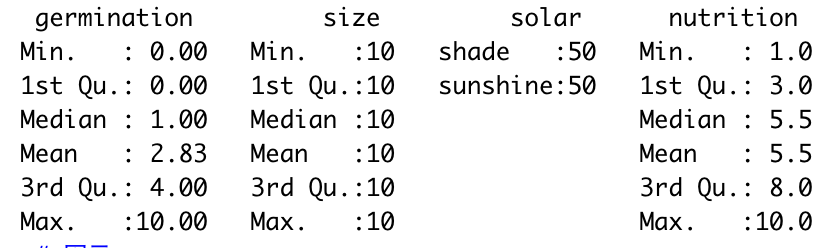 germination size solar nutrition
Min. : 0.00 Min. :10 shade :50 Min. : 1.0
1st Qu.: 0.00 1st Qu.:10 sunshine:50 1st Qu.: 3.0
Median : 1.00 Median :10 Median : 5.5
Mean : 2.83 Mean :10 Mean : 5.5
3rd Qu.: 4.00 3rd Qu.:10 3rd Qu.: 8.0
Max. :10.00 Max. :10 Max. :10.0